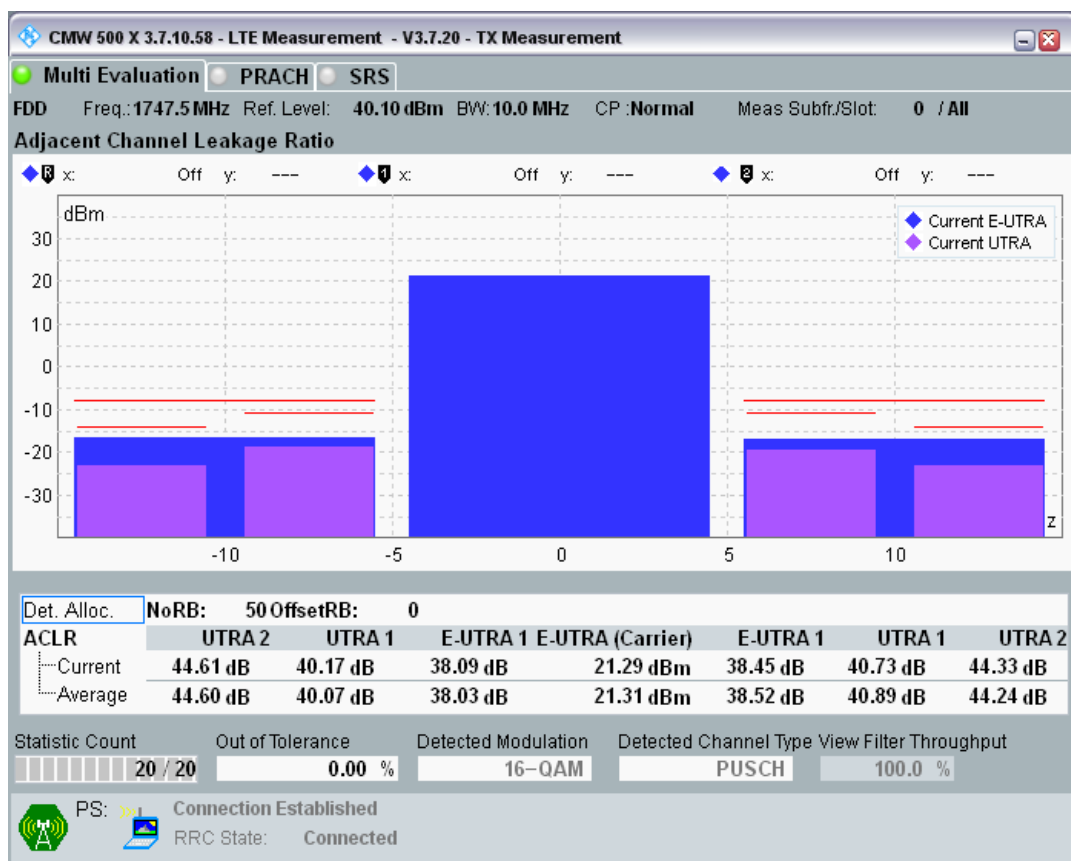 CMW 500 X 3.7.10.58 - LTE Measurement - V3.7.20 - TX Measurement
Multi Evaluation PRACH SRS
FDD Freq.: 1747.5 MHz Ref. Level: 40.10 dBm BW: 10.0 MHz CP : Normal Meas Subfr./Slot: 0 / All
Adjacent Channel Leakage Ratio
R x: Off y: --- 1 x: Off y: --- 2 x: Off y: ---
dBm
Current E-UTRA
Current UTRA
30
20
10
0
-10
-20
-30
z
-10 -5 0 5 10
Det. Alloc. NoRB: 50 OffsetRB: 0
ACLR UTRA 2 UTRA 1 E-UTRA 1 E-UTRA (Carrier) E-UTRA 1 UTRA 1 UTRA 2
Current 44.61 dB 40.17 dB 38.09 dB 21.29 dBm 38.45 dB 40.73 dB 44.33 dB
Average 44.60 dB 40.07 dB 38.03 dB 21.31 dBm 38.52 dB 40.89 dB 44.24 dB
Statistic Count Out of Tolerance Detected Modulation Detected Channel Type View Filter Throughput
20 / 20 0.00 % 16-QAM PUSCH 100.0 %
PS: Connection Established
RRC State: Connected